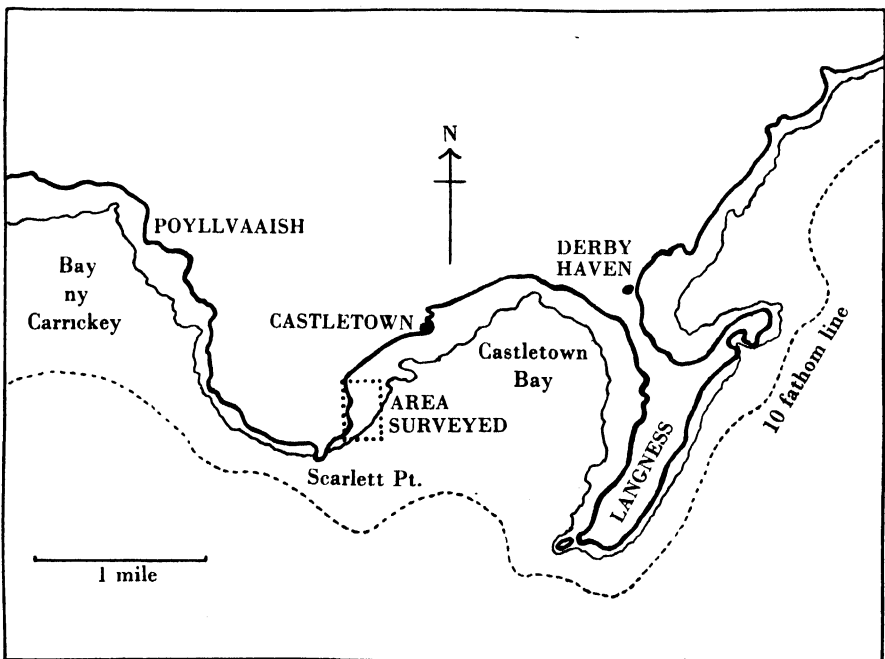 N
POYLLVAAISH
DERBY
HAVEN
Bay
ny
Carrickey
CASTLETOWN
Castletown
Bay
AREA
SURVEYED
10 fathom line
Scarlett Pt.
LANGNESS
1 mile